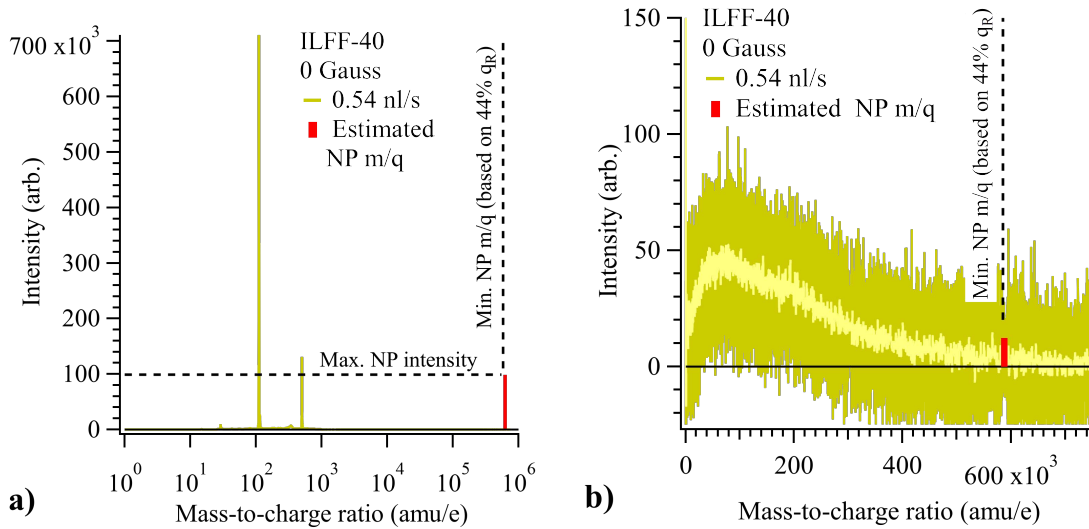 700 x10³
600
500
400
300
200
100
0
Intensity (arb.)
ILFF-40
0 Gauss
0.54 nl/s
Estimated
NP m/q
Min. NP m/q (based on 44% qR)
Max. NP intensity
10⁰
10¹
10²
10³
10⁴
10⁵
10⁶
Mass-to-charge ratio (amu/e)
a)
150
100
50
0
Intensity (arb.)
ILFF-40
0 Gauss
0.54 nl/s
Estimated NP m/q
Min. NP m/q (based on 44% qR)
0
200
400
600 x10³
Mass-to-charge ratio (amu/e)
b)